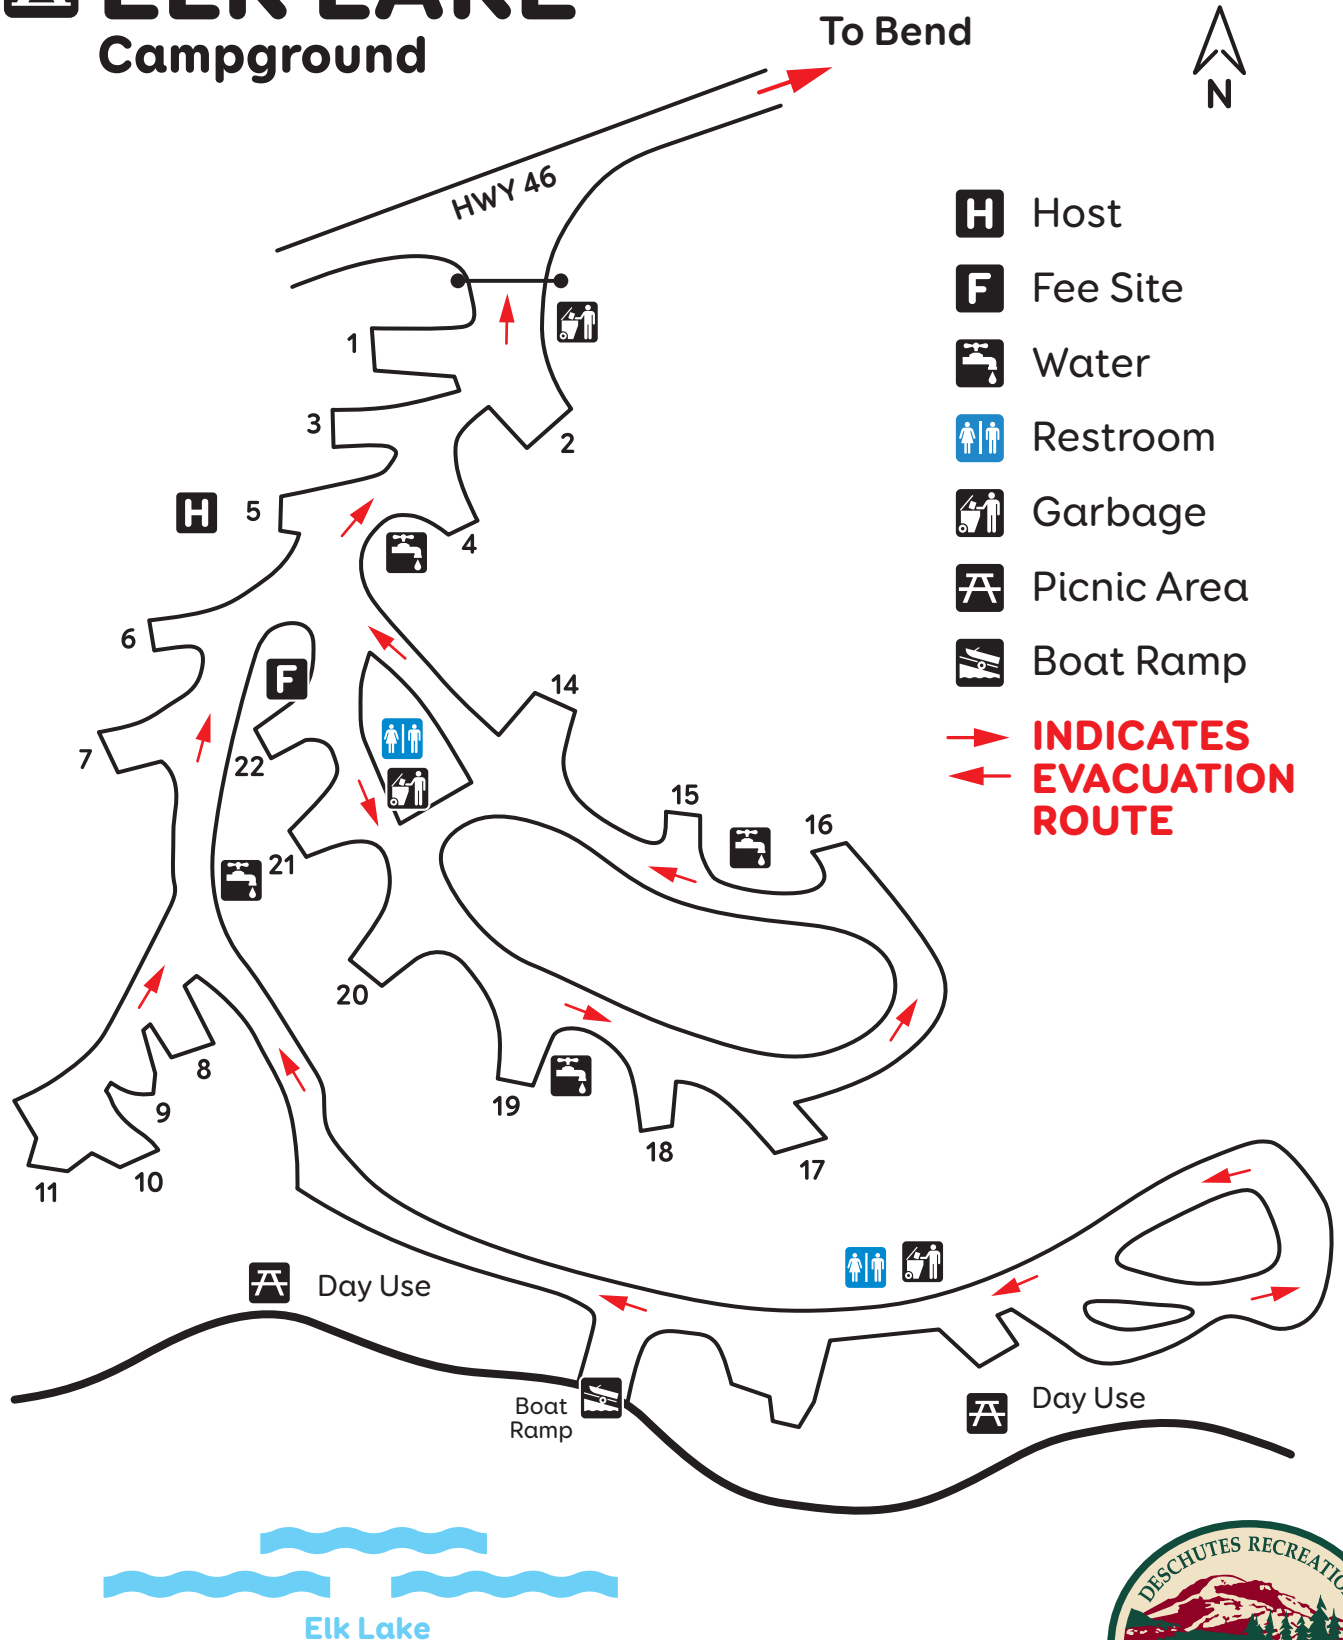 ELK LAKE
Campground
To Bend
N
HWY 46
H Host
F Fee Site
Water
Restroom
Garbage
Picnic Area
Boat Ramp
INDICATES
EVACUATION
ROUTE
1
2
3
H
5
4
6
F
7
22
14
15
16
21
20
8
9
10
11
19
18
17
Day Use
Boat
Ramp
Day Use
Elk Lake
DESCHUTES RECREATIO